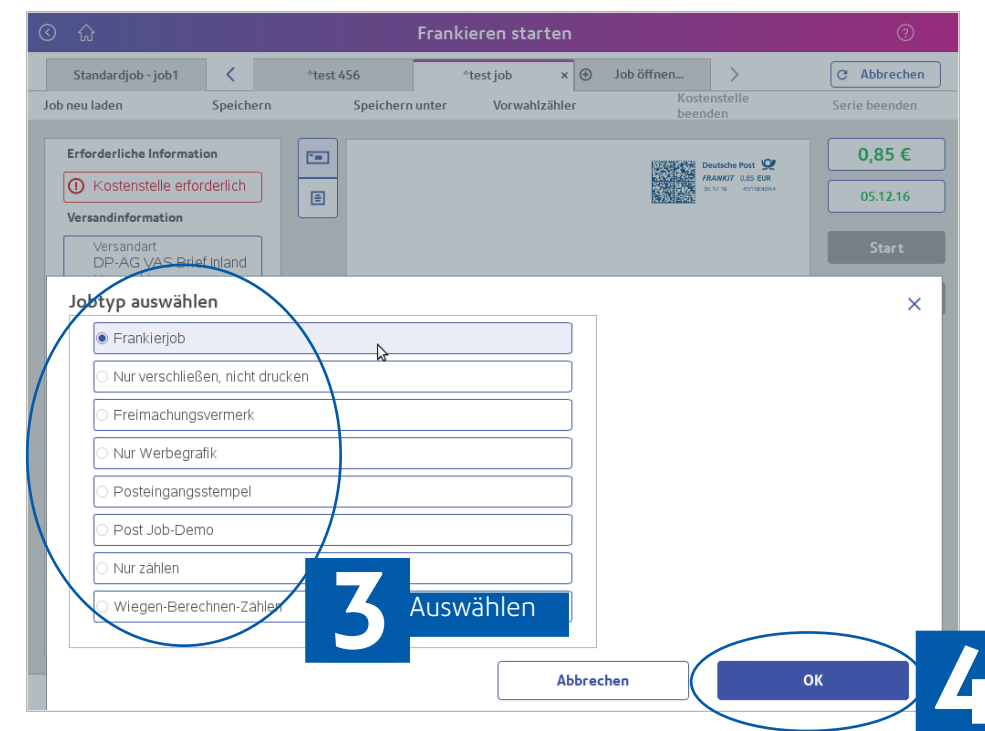 Frankieren starten
Standardjob - job1
*test 456
*test job
x
Job öffnen...
Abbrechen
Job neu laden
Speichern
Speichern unter
Vorwahlzähler
Kostenstelle
beenden
Serie beenden
Erforderliche Information
Kostenstelle erforderlich
Versandinformation
Versandart
DP-AG VAS Brief Inland
Deutsche Post
FRANKIT 0,85 EUR
05.12.16
0,85 €
05.12.16
Start
Jobtyp auswählen
Frankierjob
Nur verschließen, nicht drucken
Freimachungsvermerk
Nur Werbegrafik
Posteingangsstempel
Post Job-Demo
Nur zählen
Wiegen-Berechnen-Zählen
3 Auswählen
Abbrechen
OK
4